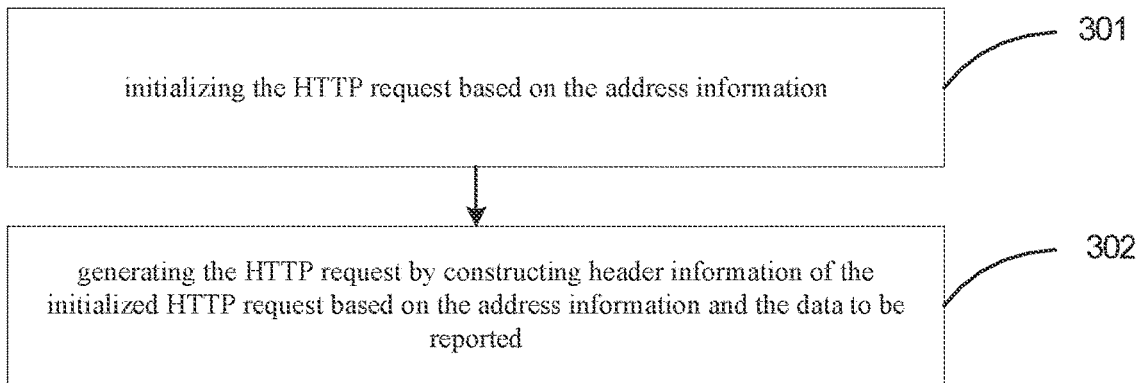 301
initializing the HTTP request based on the address information
302
generating the HTTP request by constructing header information of the
initialized HTTP request based on the address information and the data to be
reported